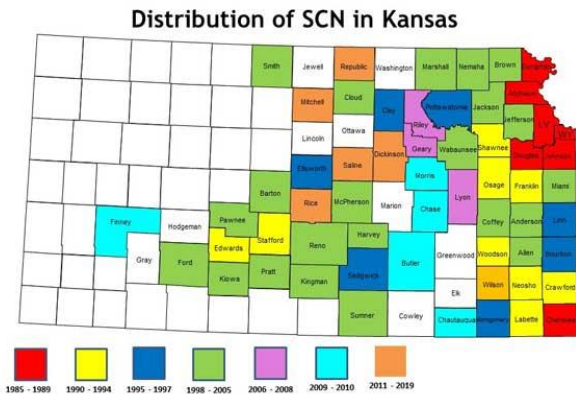 Distribution of SCN in Kansas
Smith
Jewell
Republic
Washington
Marshall
Nemaha
Brown
Doniphan
Mitchell
Cloud
Clay
Riley
Pottawatomie
Jackson
Atchison
Jefferson
LV
WY
Lincoln
Ottawa
Ellsworth
Saline
Dickinson
Geary
Wabaunsee
Shawnee
Douglas
Johnson
Barton
Rice
McPherson
Marion
Morris
Chase
Lyon
Osage
Franklin
Miami
Finney
Hodgeman
Pawnee
Stafford
Edwards
Gray
Ford
Kiowa
Pratt
Reno
Harvey
Kingman
Sedgwick
Butler
Greenwood
Coffey
Anderson
Linn
Woodson
Allen
Bourbon
Sumner
Cowley
Elk
Chautauqua
Wilson
Montgomery
Neosho
Labette
Crawford
Cherokee
1985 - 1989
1990 - 1994
1995 - 1997
1998 - 2005
2006 - 2008
2009 - 2010
2011 - 2019